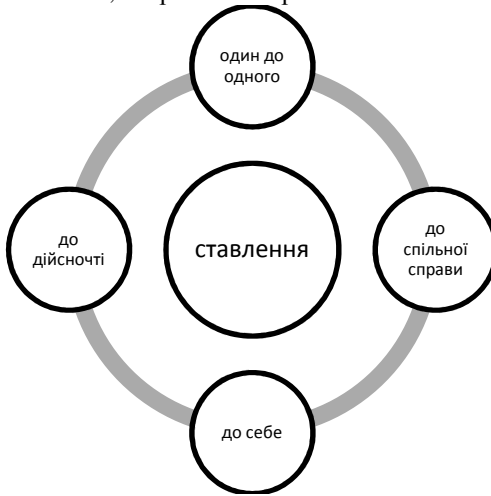 один до
одного
до
дійсночті
ставлення
до
спільної
справи
до себе